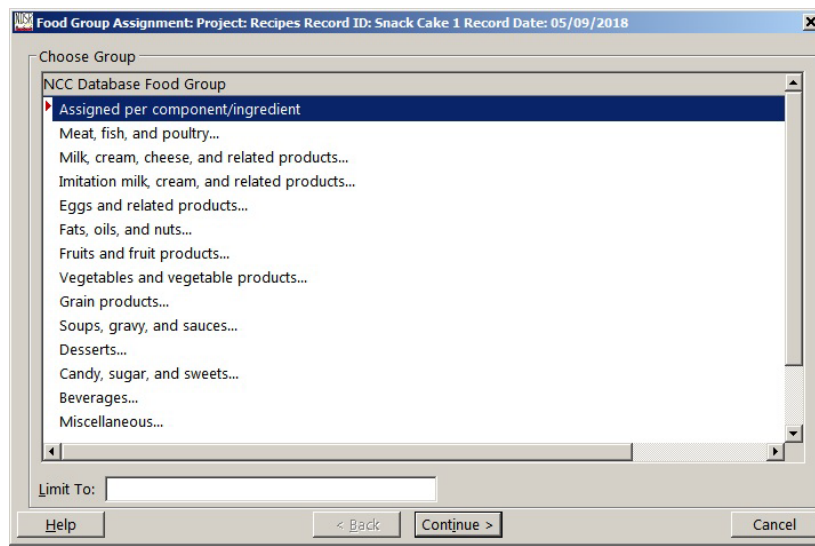 Food Group Assignment: Project: Recipes Record ID: Snack Cake 1 Record Date: 05/09/2018
Choose Group
NCC Database Food Group
Assigned per component/ingredient
Meat, fish, and poultry...
Milk, cream, cheese, and related products...
Imitation milk, cream, and related products...
Eggs and related products...
Fats, oils, and nuts...
Fruits and fruit products...
Vegetables and vegetable products...
Grain products...
Soups, gravy, and sauces...
Desserts...
Candy, sugar, and sweets...
Beverages...
Miscellaneous...
Limit To:
Help < Back Continue > Cancel